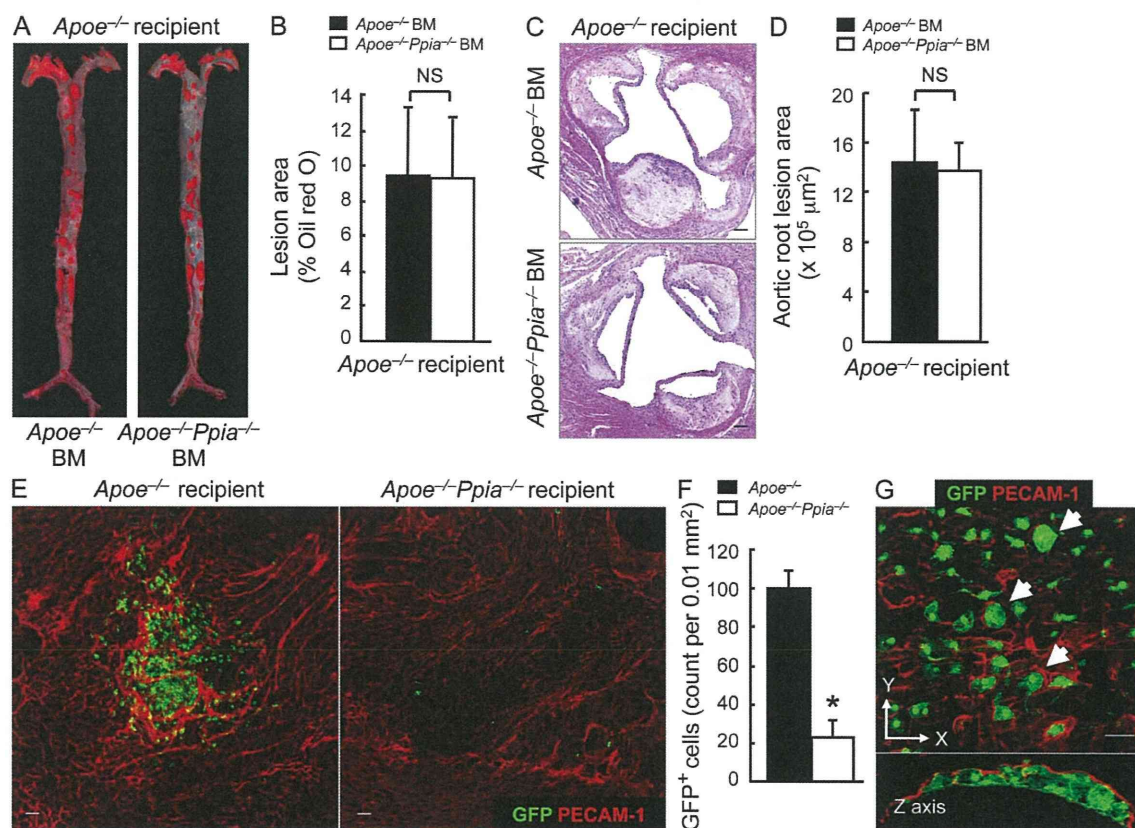 A
Apoe–/– recipient
Apoe–/–
BM
Apoe–/–Ppia–/–
BM
B
Apoe–/– BM
Apoe–/–Ppia–/– BM
NS
Lesion area
(% Oil red O)
14
12
10
8
6
4
2
0
Apoe–/– recipient
C
Apoe–/– recipient
Apoe–/– BM
Apoe–/–Ppia–/– BM
D
Apoe–/– BM
Apoe–/–Ppia–/– BM
NS
Aortic root lesion area
(x 10⁵ μm²)
20
16
12
8
4
0
Apoe–/– recipient
E
Apoe–/– recipient
Apoe–/–Ppia–/– recipient
GFP PECAM-1
F
Apoe–/–
Apoe–/–Ppia–/–
GFP⁺ cells (count per 0.01 mm²)
120
100
80
60
40
20
0
*
G
GFP PECAM-1
Y
X
Z axis